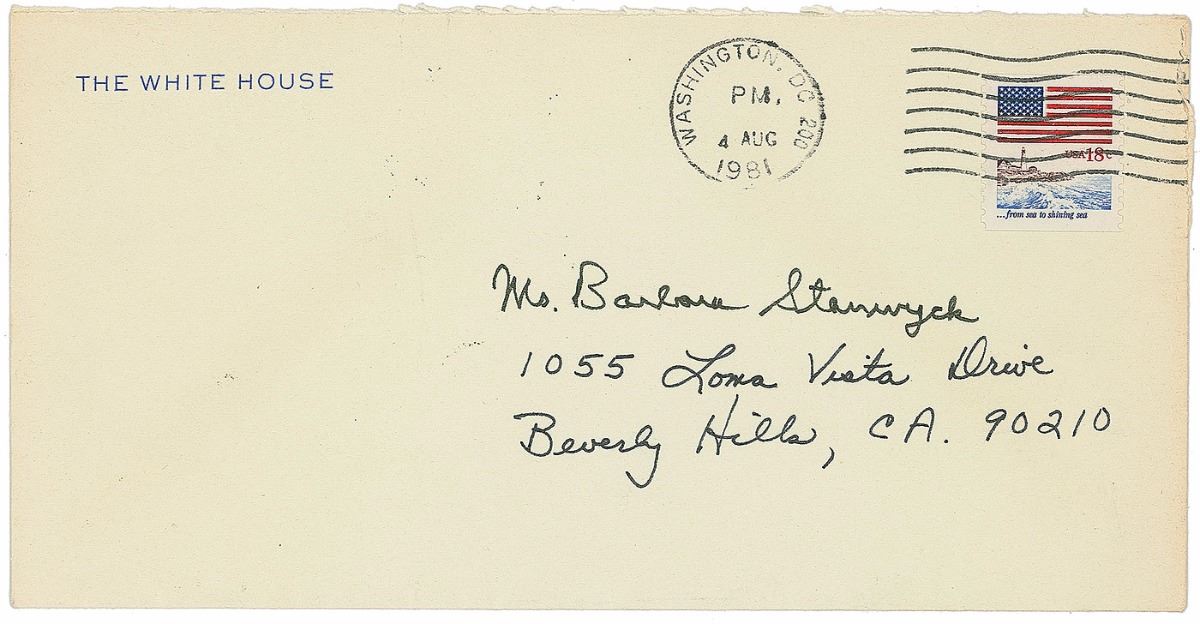 THE WHITE HOUSE
WASHINGTON, DC 200
PM,
4 AUG
1981
USA 18c
...from sea to shining sea
Ms. Barbara Stanwyck
1055 Loma Vista Drive
Beverly Hills, CA. 90210